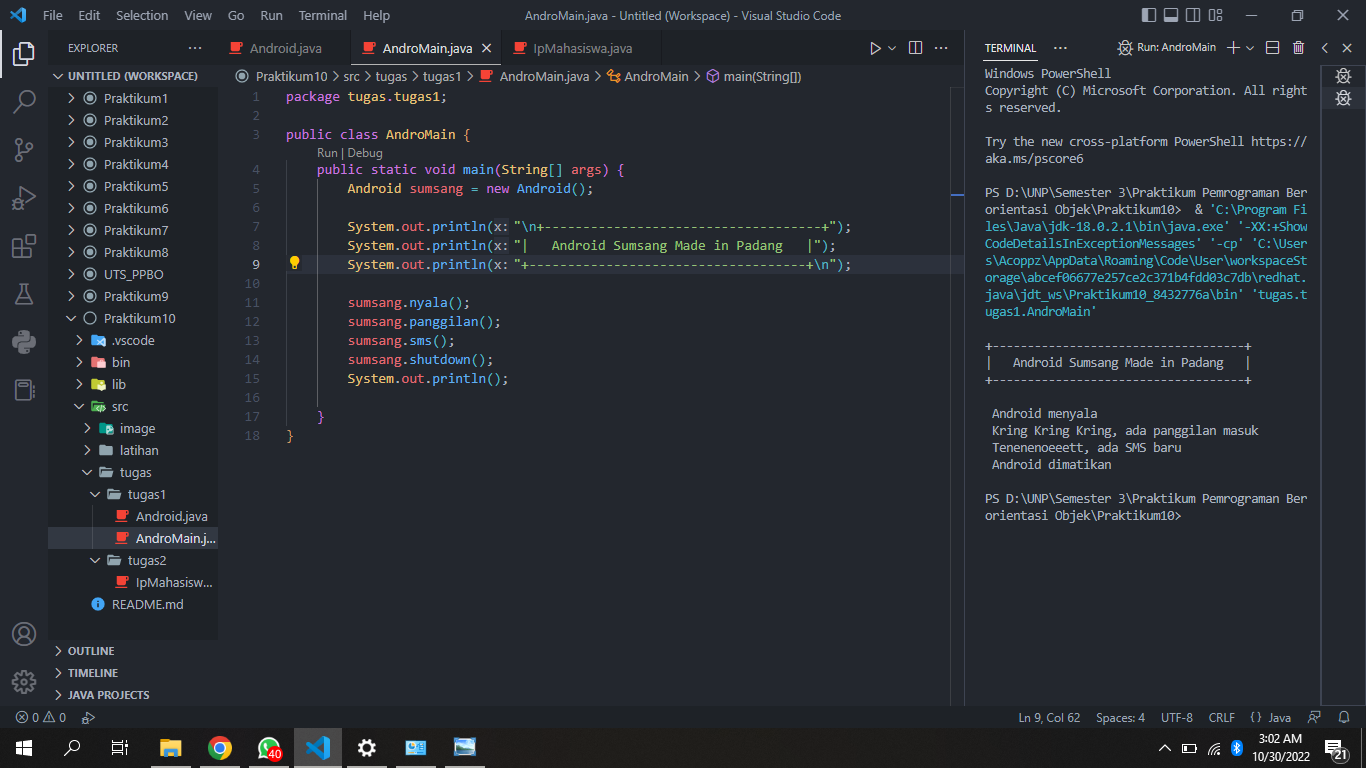 File Edit Selection View Go Run Terminal Help
AndroMain.java - Untitled (Workspace) - Visual Studio Code
EXPLORER
UNTITLED (WORKSPACE)
Praktikum1
Praktikum2
Praktikum3
Praktikum4
Praktikum5
Praktikum6
Praktikum7
Praktikum8
UTS_PPBO
Praktikum9
Praktikum10
.vscode
bin
lib
src
image
latihan
tugas
tugas1
Android.java
AndroMain.j...
tugas2
IpMahasisw...
README.md
OUTLINE
TIMELINE
JAVA PROJECTS
Android.java
AndroMain.java
IpMahasiswa.java
Praktikum10 > src > tugas > tugas1 > AndroMain.java > AndroMain > main(String[])
1 package tugas.tugas1;
2
3 public class AndroMain {
Run | Debug
4 public static void main(String[] args) {
5 Android sumsang = new Android();
6
7 System.out.println(x: "\n+------------------------------------+");
8 System.out.println(x: "|   Android Sumsang Made in Padang   |");
9 System.out.println(x: "+------------------------------------+\n");
10
11 sumsang.nyala();
12 sumsang.panggilan();
13 sumsang.sms();
14 sumsang.shutdown();
15 System.out.println();
16
17 }
18 }
TERMINAL
Run: AndroMain
Windows PowerShell
Copyright (C) Microsoft Corporation. All right
s reserved.
Try the new cross-platform PowerShell https://
aka.ms/pscore6
PS D:\UNP\Semester 3\Praktikum Pemrograman Ber
orientasi Objek\Praktikum10>  & 'C:\Program Fi
les\Java\jdk-18.0.2.1\bin\java.exe' '-XX:+Show
CodeDetailsInExceptionMessages' '-cp' 'C:\User
s\Acoppz\AppData\Roaming\Code\User\workspaceSt
orage\abcef06677e257ce2c371b4fdd03c7db\redhat.
java\jdt_ws\Praktikum10_8432776a\bin' 'tugas.t
ugas1.AndroMain'
+------------------------------------+
|   Android Sumsang Made in Padang   |
+------------------------------------+
Android menyala
Kring Kring Kring, ada panggilan masuk
Tenenenoeeett, ada SMS baru
Android dimatikan
PS D:\UNP\Semester 3\Praktikum Pemrograman Ber
orientasi Objek\Praktikum10>
0 0
Ln 9, Col 62 Spaces: 4 UTF-8 CRLF {} Java
40
3:02 AM
10/30/2022
21